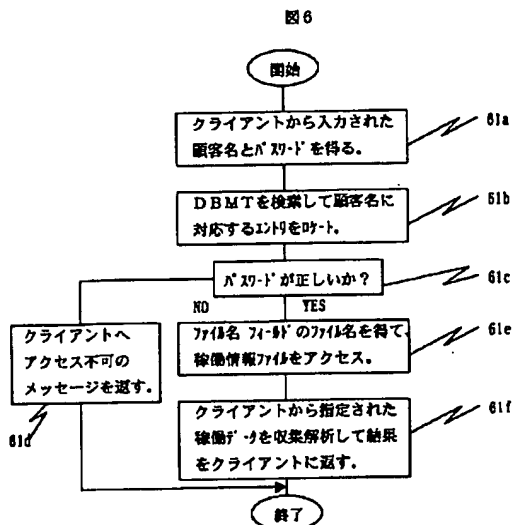 図6
開始
クライアントから入力された
顧客名とパスワードを得る。
61a
DBMTを検索して顧客名に
対応するエントリをロケート。
61b
パスワードが正しいか?
61c
NO
YES
クライアントへ
アクセス不可の
メッセージを返す。
61d
ファイル名 フィールドのファイル名を得て、
稼働情報ファイルをアクセス。
61e
クライアントから指定された
稼働データを収集解析して結果
をクライアントに返す。
61f
終了